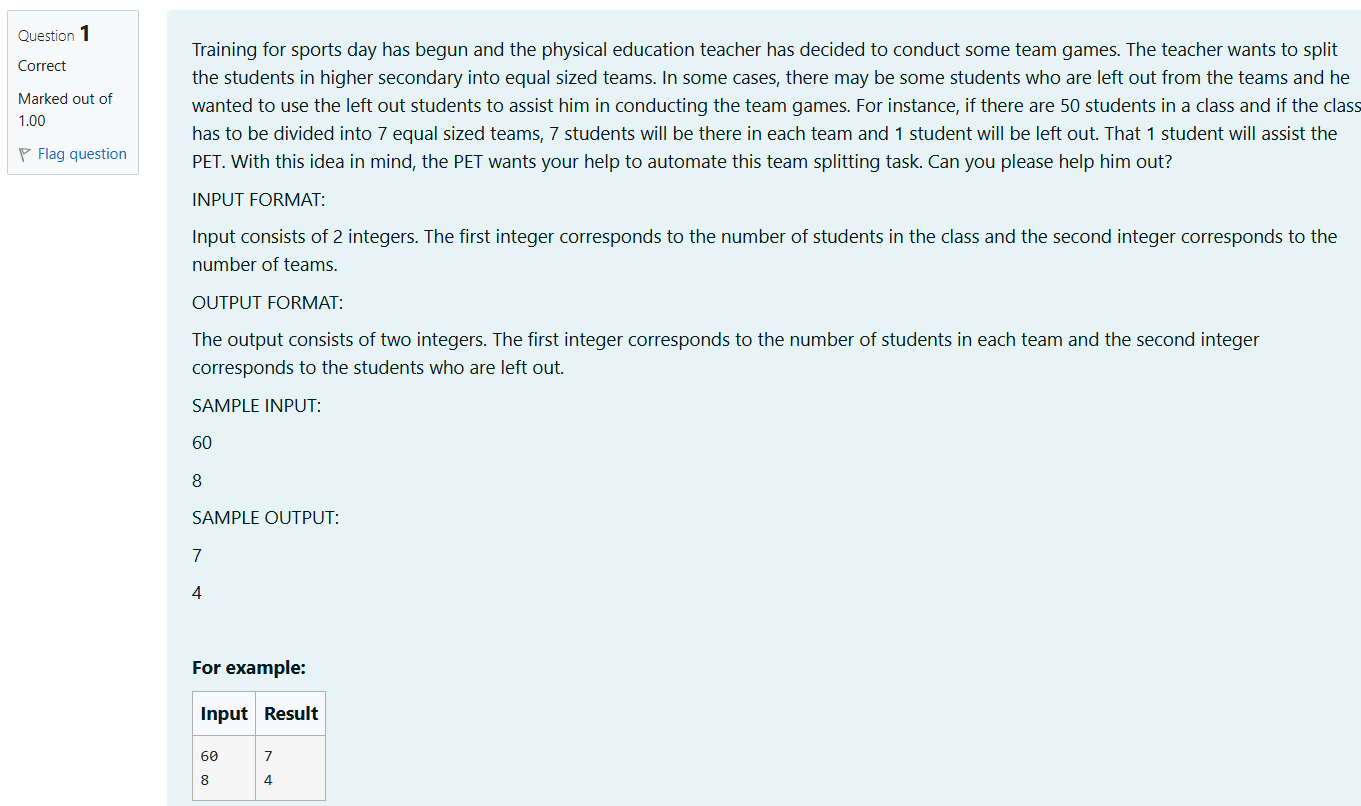 Question 1
Correct
Marked out of
1.00
Flag question
Training for sports day has begun and the physical education teacher has decided to conduct some team games. The teacher wants to split
the students in higher secondary into equal sized teams. In some cases, there may be some students who are left out from the teams and he
wanted to use the left out students to assist him in conducting the team games. For instance, if there are 50 students in a class and if the class
has to be divided into 7 equal sized teams, 7 students will be there in each team and 1 student will be left out. That 1 student will assist the
PET. With this idea in mind, the PET wants your help to automate this team splitting task. Can you please help him out?
INPUT FORMAT:
Input consists of 2 integers. The first integer corresponds to the number of students in the class and the second integer corresponds to the
number of teams.
OUTPUT FORMAT:
The output consists of two integers. The first integer corresponds to the number of students in each team and the second integer
corresponds to the students who are left out.
SAMPLE INPUT:
60
8
SAMPLE OUTPUT:
7
4
For example:
Input Result
60 7
8 4